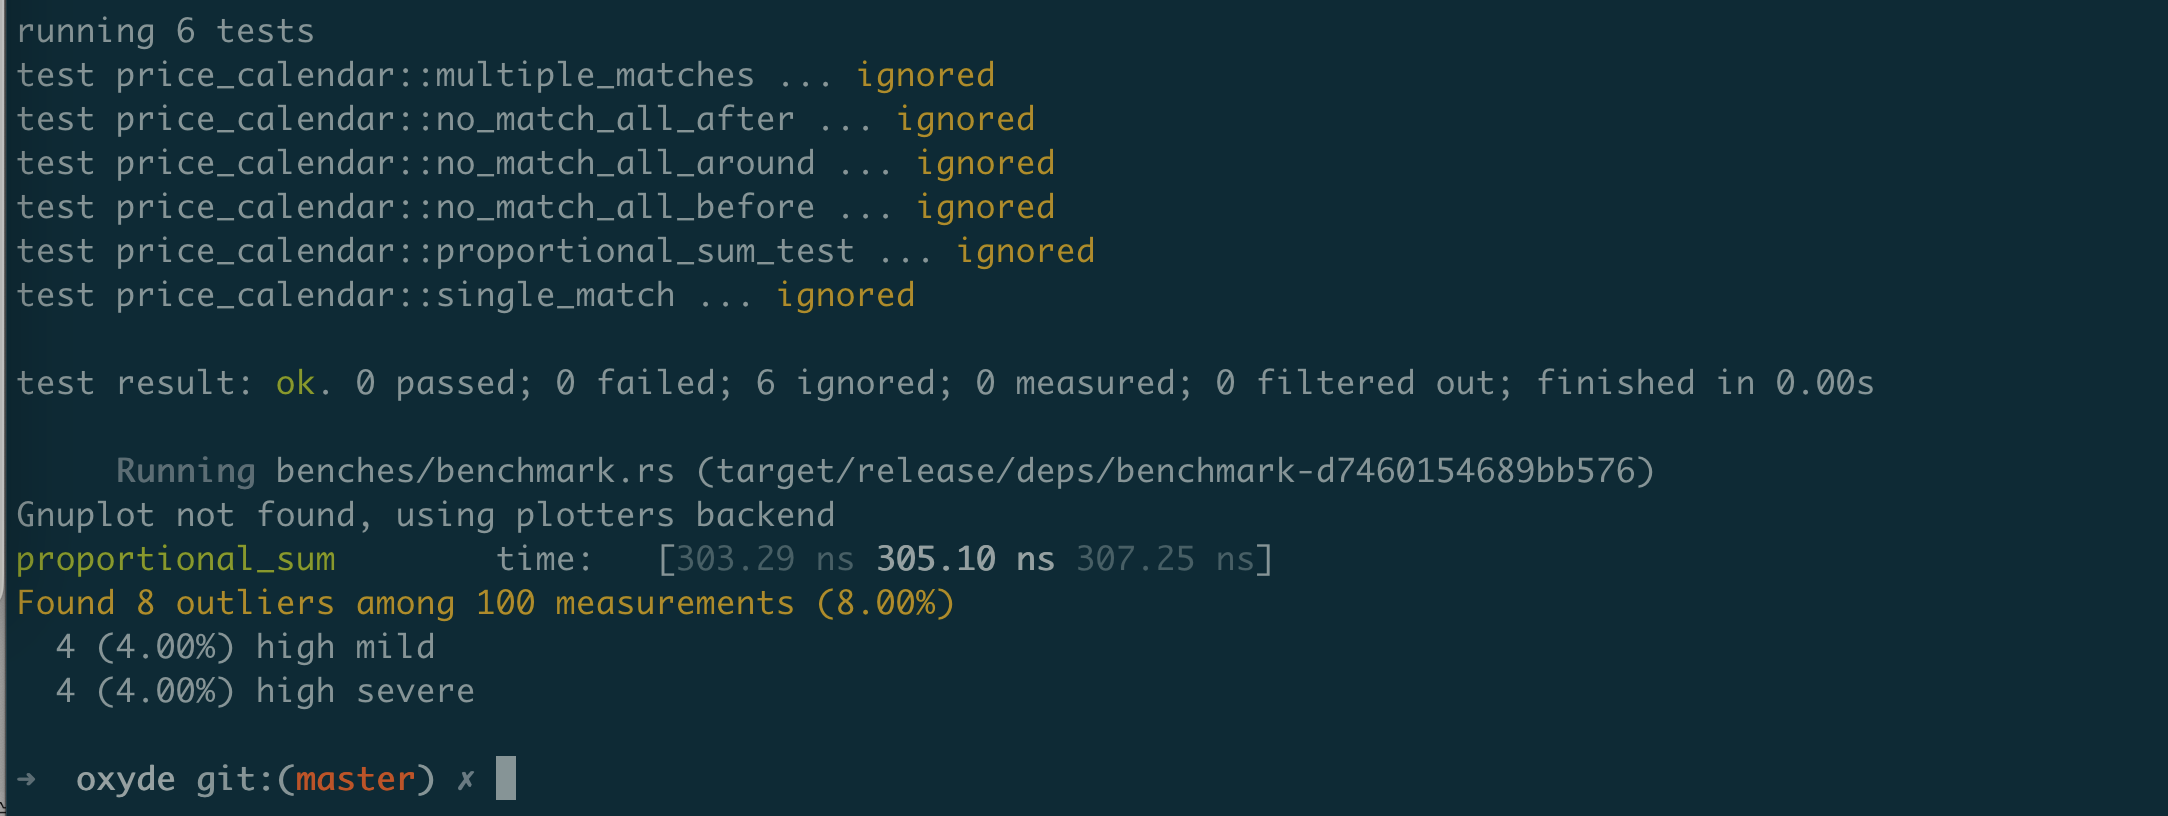 running 6 tests
test price_calendar::multiple_matches ... ignored
test price_calendar::no_match_all_after ... ignored
test price_calendar::no_match_all_around ... ignored
test price_calendar::no_match_all_before ... ignored
test price_calendar::proportional_sum_test ... ignored
test price_calendar::single_match ... ignored
test result: ok. 0 passed; 0 failed; 6 ignored; 0 measured; 0 filtered out; finished in 0.00s
Running benches/benchmark.rs (target/release/deps/benchmark-d7460154689bb576)
Gnuplot not found, using plotters backend
proportional_sum time: [303.29 ns 305.10 ns 307.25 ns]
Found 8 outliers among 100 measurements (8.00%)
4 (4.00%) high mild
4 (4.00%) high severe
➜ oxyde git:(master) ✗